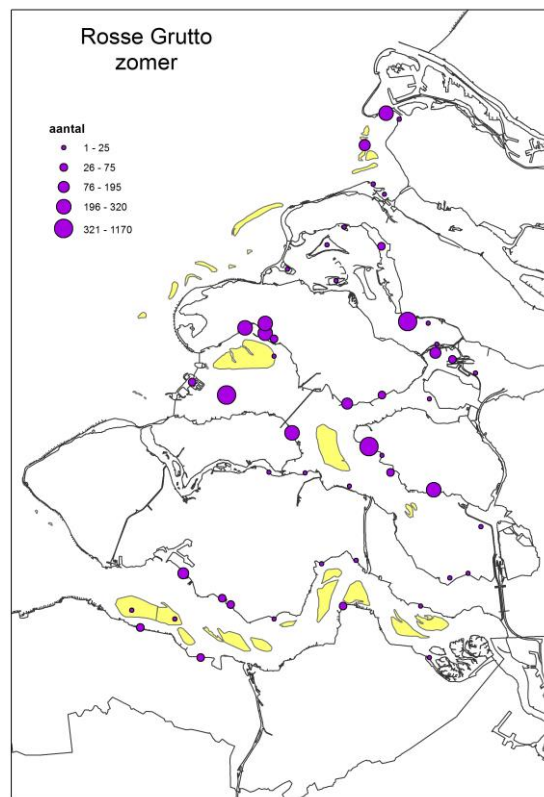 Rosse Grutto
zomer
aantal
1 - 25
26 - 75
76 - 195
196 - 320
321 - 1170